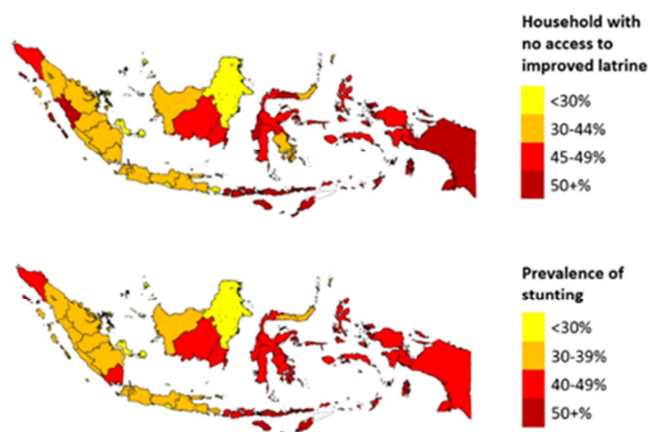 Household with
no access to
improved latrine
<30%
30-44%
45-49%
50+%
Prevalence of
stunting
<30%
30-39%
40-49%
50+%